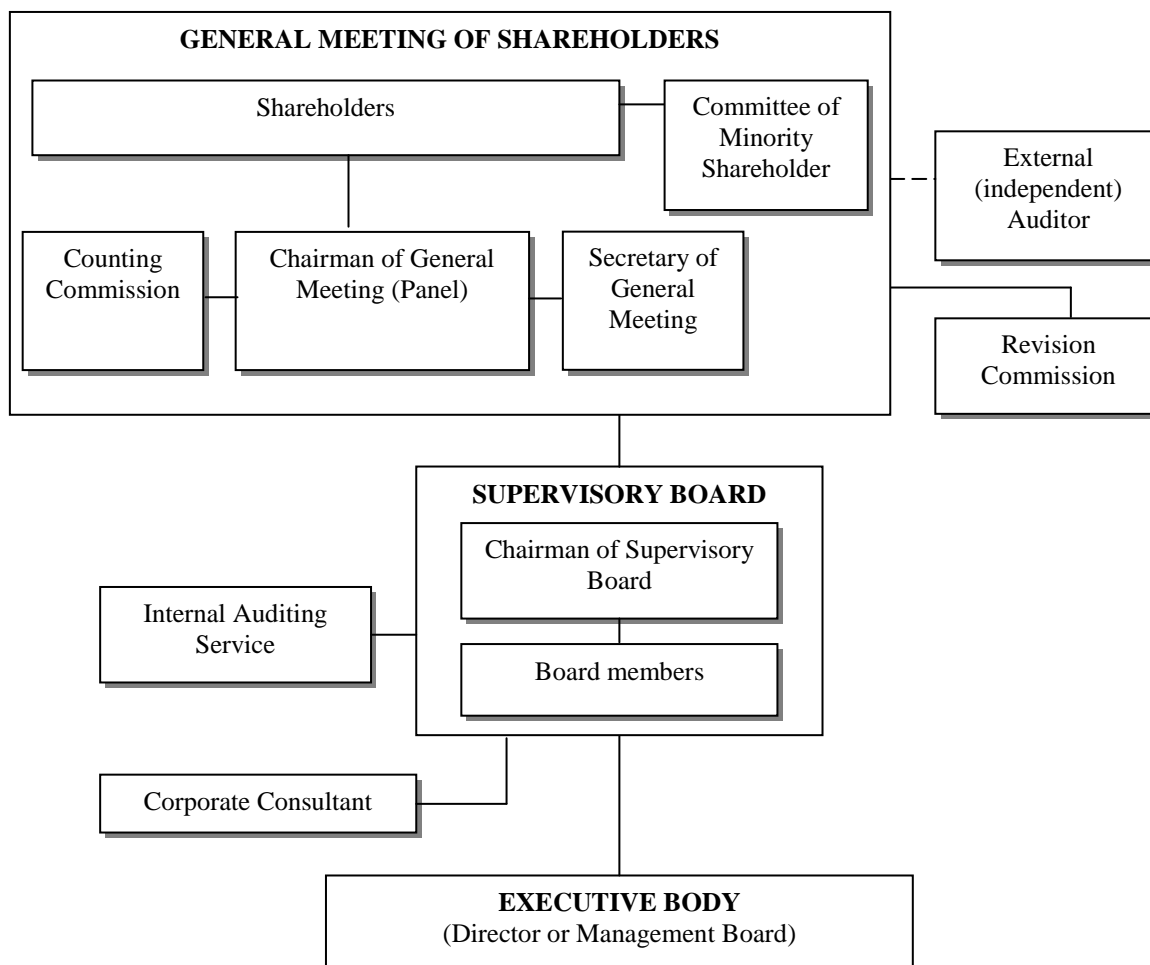 GENERAL MEETING OF SHAREHOLDERS
Shareholders
Committee of
Minority
Shareholder
External
(independent)
Auditor
Counting
Commission
Chairman of General
Meeting (Panel)
Secretary of
General
Meeting
Revision
Commission
SUPERVISORY BOARD
Chairman of Supervisory
Board
Internal Auditing
Service
Board members
Corporate Consultant
EXECUTIVE BODY
(Director or Management Board)